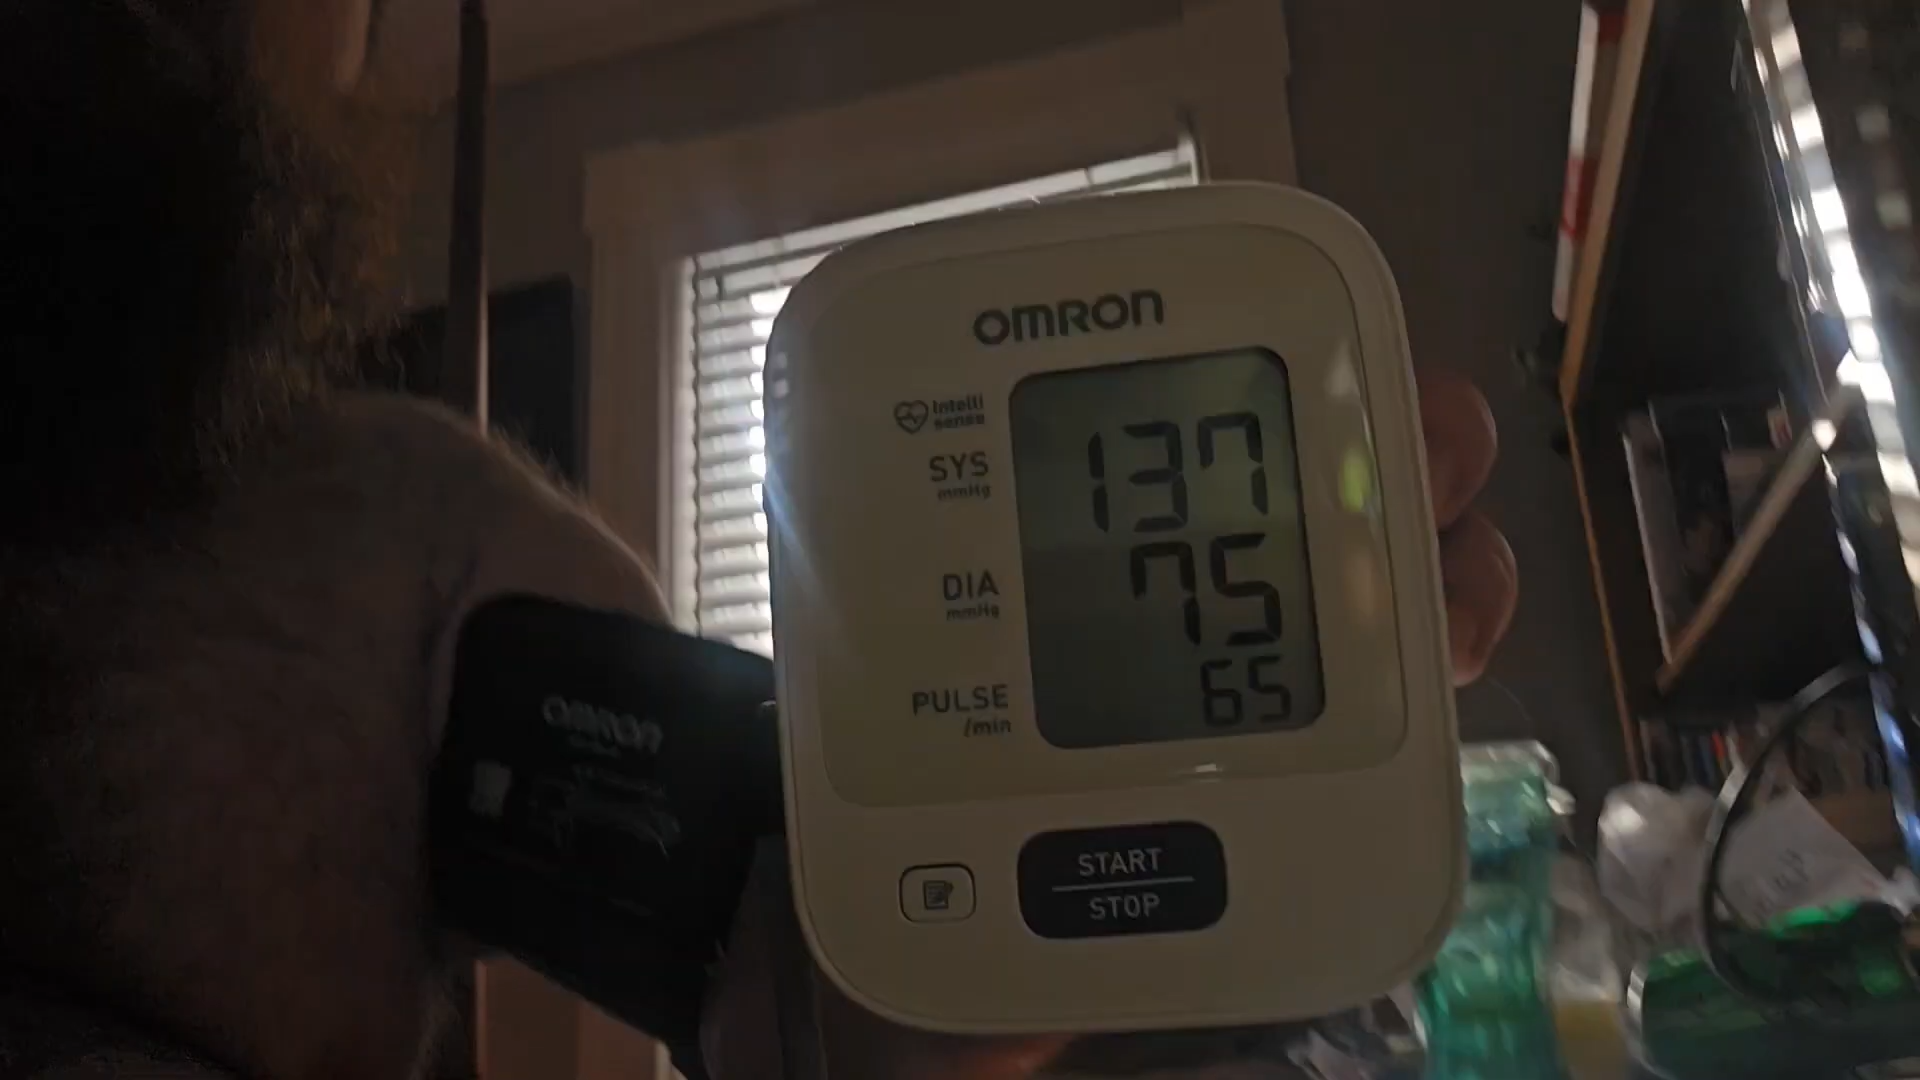 OMRON
Intelli
sense
SYS
mmHg
137
DIA
mmHg
75
PULSE
/min
65
START
STOP
OMRON